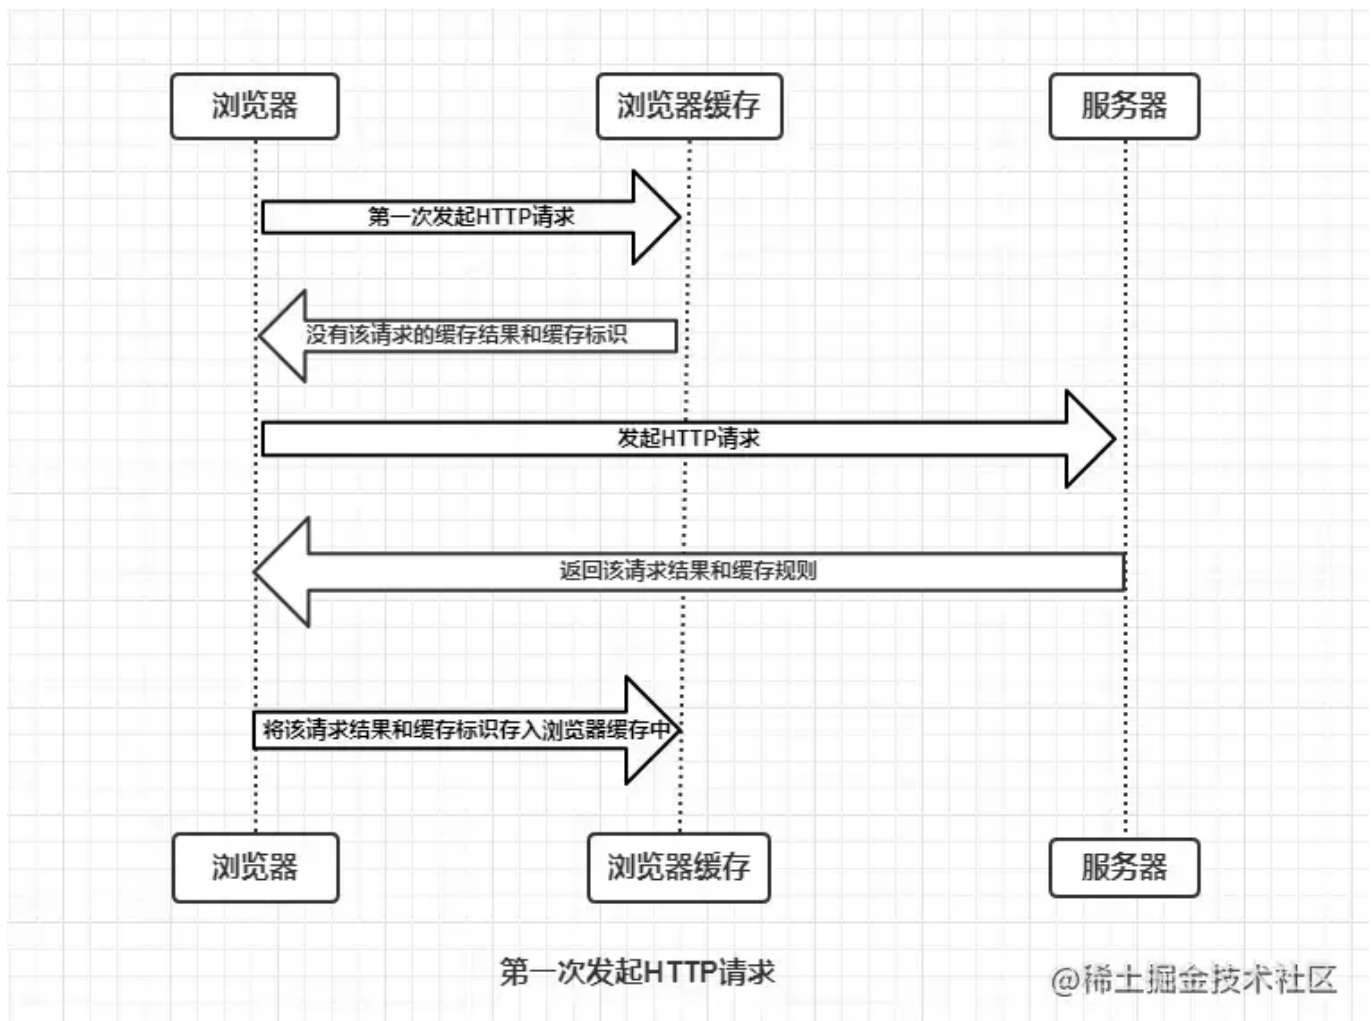 浏览器
浏览器缓存
服务器
第一次发起HTTP请求
没有该请求的缓存结果和缓存标识
发起HTTP请求
返回该请求结果和缓存规则
将该请求结果和缓存标识存入浏览器缓存中
浏览器
浏览器缓存
服务器
第一次发起HTTP请求
@稀土掘金技术社区